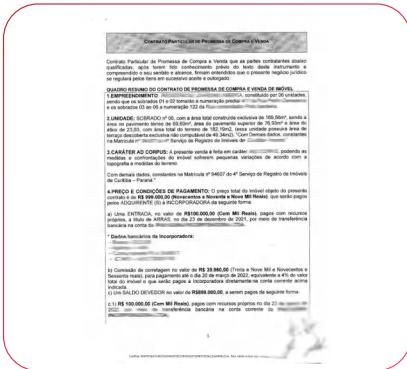 CONTRATO PARTICULAR DE PROMESSA DE COMPRA E VENDA
Contrato Particular de Promessa de Compra e Venda que as partes contratantes abaixo
qualificadas, após terem tido conhecimento prévio do texto deste instrumento e
compreendido o seu sentido e alcance, firmam entendidos que o presente negócio jurídico
se regulará pelos itens em sucessivo aceite e outorgado.
QUADRO RESUMO DO CONTRATO DE PROMESSA DE COMPRA E VENDA DE IMÓVEL
1.EMPREENDIMENTO: constituído por 06 unidades,
sendo que os sobrados 01 e 02 tomarão a numeração predial
e os sobrados 03 ao 06 a numeração 122 da
2.UNIDADE: SOBRADO nº 06, com área total construída exclusiva de 169,56m², sendo a
área do pavimento térreo de 69,60m², área do pavimento superior de 76,93m² e área do
ático de 23,03, com área total do terreno de 182,19m2, (essa unidade possuirá área de
terraço descoberta exclusiva não computável de 49,34m2). "Com Demais dados, constantes
na Matrícula nº Serviço de Registro de Imóveis de
3.CARÁTER AD CORPUS: A presente venda é feita em caráter podendo as
medidas e confrontações do imóvel sofrerem pequenas variações de acordo com a
topografia e medidas do terreno.
Com demais dados, constantes na Matrícula nº 94607 do 4º Serviço de Registro de Imóveis
de Curitiba – Paraná."
4.PREÇO E CONDIÇÕES DE PAGAMENTO: O preço total do imóvel objeto do presente
contrato é de R$ 999.000,00 (Novecentos e Noventa e Nove Mil Reais), que serão pagos
pelos ADQUIRENTE (S) à INCORPORADORA da seguinte forma:
a) Uma ENTRADA, no valor de R$100.000,00 (Cem Mil Reais), pagos com recursos
próprios, a título de ARRAS, no dia 23 de dezembro de 2021, por meio de transferência
bancária na conta da
* Dados bancários da Incorporadora:
b) Comissão de corretagem no valor de R$ 39.960,00 (Trinta e Nove Mil e Novecentos e
Sessenta reais), para pagamento até o dia 30 de março de 2022, equivalente a 4% do valor
total do imóvel e que serão pagos à Incorporadora diretamente na conta corrente acima
indicada.
c) Um SALDO DEVEDOR no valor de R$899.000,00, a serem pagos da seguinte forma:
c.1) R$ 100.000,00 (Cem Mil Reais), pagos com recursos próprios no dia 23
2022, por meio de transferência bancária na conta corrente da